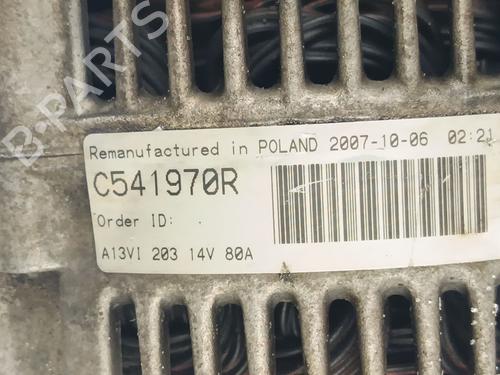 B-PARTS
Remanufactured in POLAND 2007-10-06 02:21
C541970R
Order ID:
A13VI 203 14V 80A